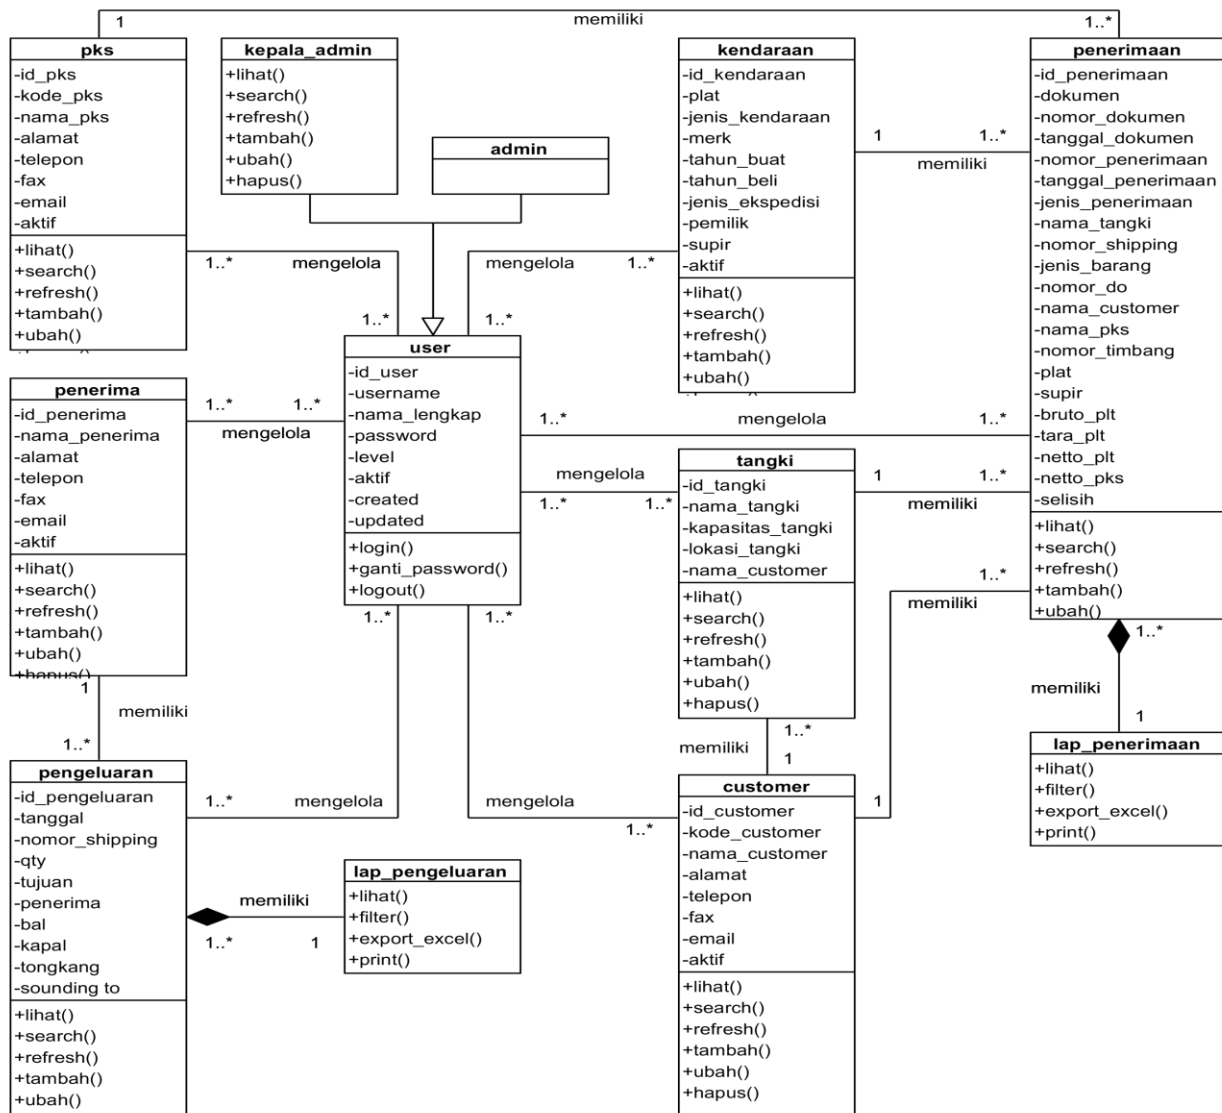 1
memiliki
1..*
pks
-id_pks
-kode_pks
-nama_pks
-alamat
-telepon
-fax
-email
-aktif
+lihat()
+search()
+refresh()
+tambah()
+ubah()
kepala_admin
+lihat()
+search()
+refresh()
+tambah()
+ubah()
+hapus()
admin
kendaraan
-id_kendaraan
-plat
-jenis_kendaraan
-merk
-tahun_buat
-tahun_beli
-jenis_ekspedisi
-pemilik
-supir
-aktif
+lihat()
+search()
+refresh()
+tambah()
+ubah()
1
1..*
memiliki
penerimaan
-id_penerimaan
-dokumen
-nomor_dokumen
-tanggal_dokumen
-nomor_penerimaan
-tanggal_penerimaan
-jenis_penerimaan
-nama_tangki
-nomor_shipping
-jenis_barang
-nomor_do
-nama_customer
-nama_pks
-nomor_timbang
-plat
-supir
-bruto_plt
-tara_plt
-netto_plt
-netto_pks
-selisih
+lihat()
+search()
+refresh()
+tambah()
+ubah()
1..*
mengelola
1..*
mengelola
1..*
1..*
1..*
user
-id_user
-username
-nama_lengkap
-password
-level
-aktif
-created
-updated
+login()
+ganti_password()
+logout()
penerima
-id_penerima
-nama_penerima
-alamat
-telepon
-fax
-email
-aktif
+lihat()
+search()
+refresh()
+tambah()
+ubah()
+hapus()
1..*
1..*
mengelola
1..*
mengelola
1..*
mengelola
1..*
1..*
tangki
-id_tangki
-nama_tangki
-kapasitas_tangki
-lokasi_tangki
-nama_customer
+lihat()
+search()
+refresh()
+tambah()
+ubah()
+hapus()
1
1..*
memiliki
1..*
memiliki
1..*
1..*
1
memiliki
1..*
1..*
memiliki
1
1..*
memiliki
1
pengeluaran
-id_pengeluaran
-tanggal
-nomor_shipping
-qty
-tujuan
-penerima
-bal
-kapal
-tongkang
-sounding to
+lihat()
+search()
+refresh()
+tambah()
+ubah()
1..*
mengelola
mengelola
1..*
customer
-id_customer
-kode_customer
-nama_customer
-alamat
-telepon
-fax
-email
-aktif
+lihat()
+search()
+refresh()
+tambah()
+ubah()
+hapus()
1
lap_penerimaan
+lihat()
+filter()
+export_excel()
+print()
memiliki
1..*
1
lap_pengeluaran
+lihat()
+filter()
+export_excel()
+print()